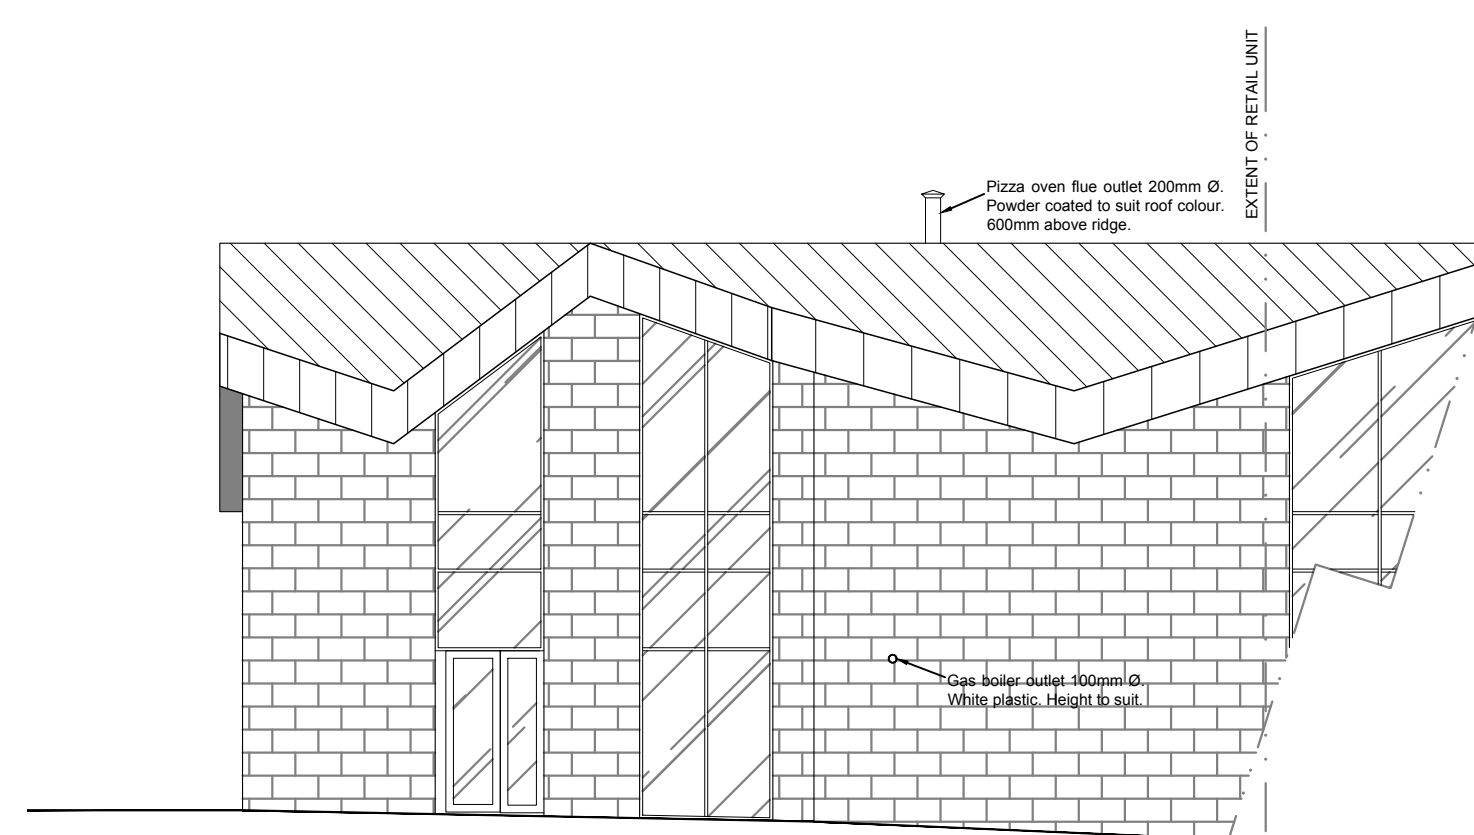 EXTENT OF RETAIL UNIT
Pizza oven flue outlet 200mm Ø.
Powder coated to suit roof colour.
600mm above ridge.
Gas boiler outlet 100mm Ø.
White plastic. Height to suit.